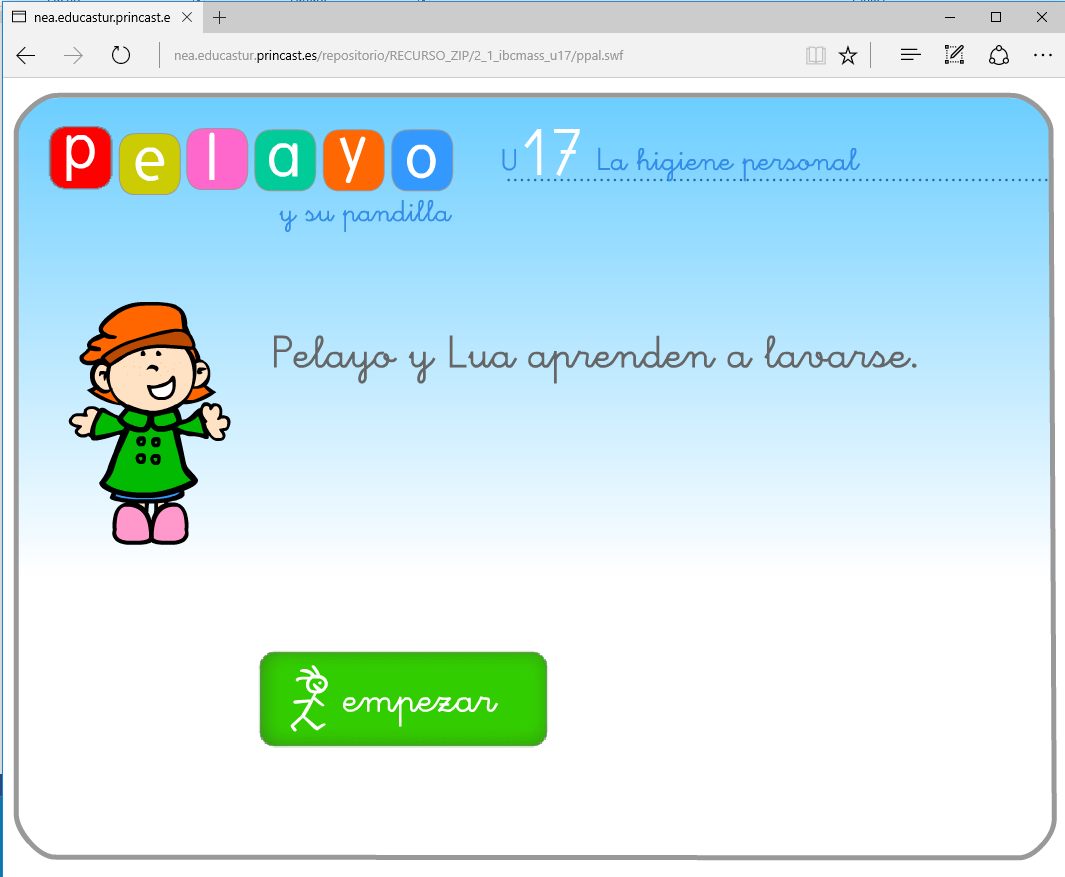 nea.educastur.princast.e
nea.educastur.princast.es/repositorio/RECURSO_ZIP/2_1_ibcmass_u17/ppal.swf
pelayo
y su pandilla
U17 La higiene personal
Pelayo y Lua aprenden a lavarse.
empezar